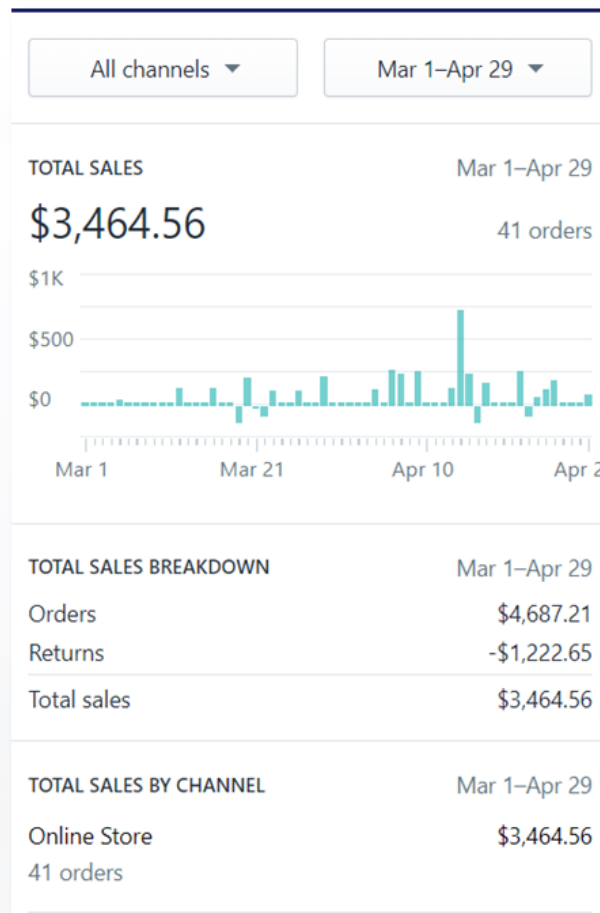 All channels Mar 1–Apr 29
TOTAL SALES Mar 1–Apr 29
$3,464.56 41 orders
$1K
$500
$0
Mar 1 Mar 21 Apr 10 Apr 2
TOTAL SALES BREAKDOWN Mar 1–Apr 29
Orders $4,687.21
Returns -$1,222.65
Total sales $3,464.56
TOTAL SALES BY CHANNEL Mar 1–Apr 29
Online Store $3,464.56
41 orders